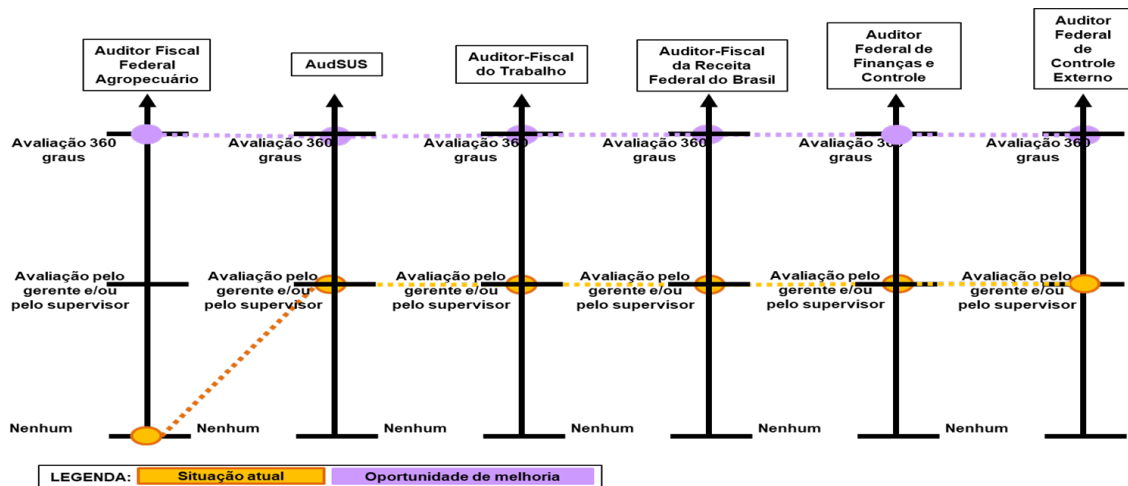 Auditor Fiscal
Federal
Agropecuário
AudSUS
Auditor-Fiscal
do Trabalho
Auditor-Fiscal
da Receita
Federal do Brasil
Auditor
Federal de
Finanças e
Controle
Auditor
Federal
de
Controle
Externo
Avaliação 360
graus
Avaliação 360
graus
Avaliação 360
graus
Avaliação 360
graus
Avaliação 360
graus
Avaliação 360
graus
Avaliação pelo
gerente e/ou
pelo supervisor
Avaliação pelo
gerente e/ou
pelo supervisor
Avaliação pelo
gerente e/ou
pelo supervisor
Avaliação pelo
gerente e/ou
pelo supervisor
Avaliação pelo
gerente e/ou
pelo supervisor
Avaliação pelo
gerente e/ou
pelo supervisor
Nenhum
Nenhum
Nenhum
Nenhum
Nenhum
Nenhum
LEGENDA: Situação atual Oportunidade de melhoria